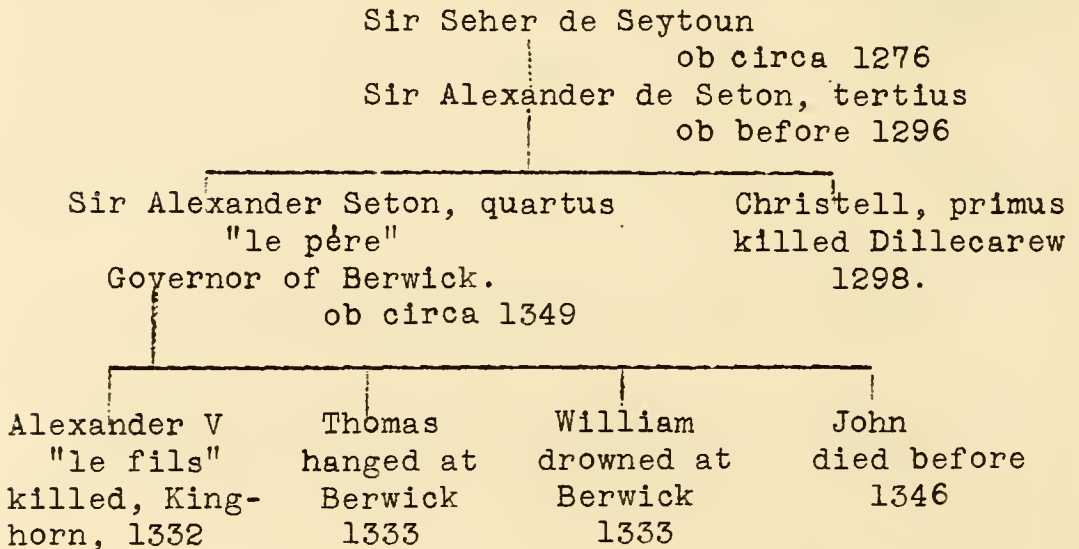 Sir Seher de Seytoun
ob circa 1276
Sir Alexander de Seton, tertius
ob before 1296
Sir Alexander Seton, quartus
"le pére"
Governor of Berwick.
ob circa 1349
Christell, primus
killed Dillecarew
1298.
Alexander V
"le fils"
killed, King-
horn, 1332
Thomas
hanged at
Berwick
1333
William
drowned at
Berwick
1333
John
died before
1346